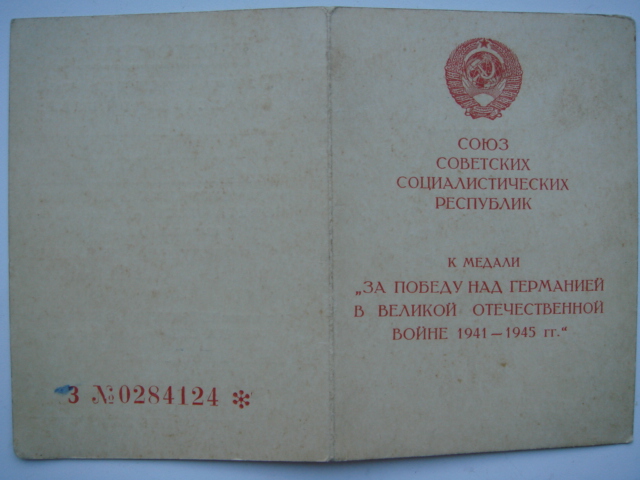 СОЮЗ
СОВЕТСКИХ
СОЦИАЛИСТИЧЕСКИХ
РЕСПУБЛИК
К МЕДАЛИ
„ЗА ПОБЕДУ НАД ГЕРМАНИЕЙ
В ВЕЛИКОЙ ОТЕЧЕСТВЕННОЙ
ВОЙНЕ 1941—1945 гг.“
З №0284124 *